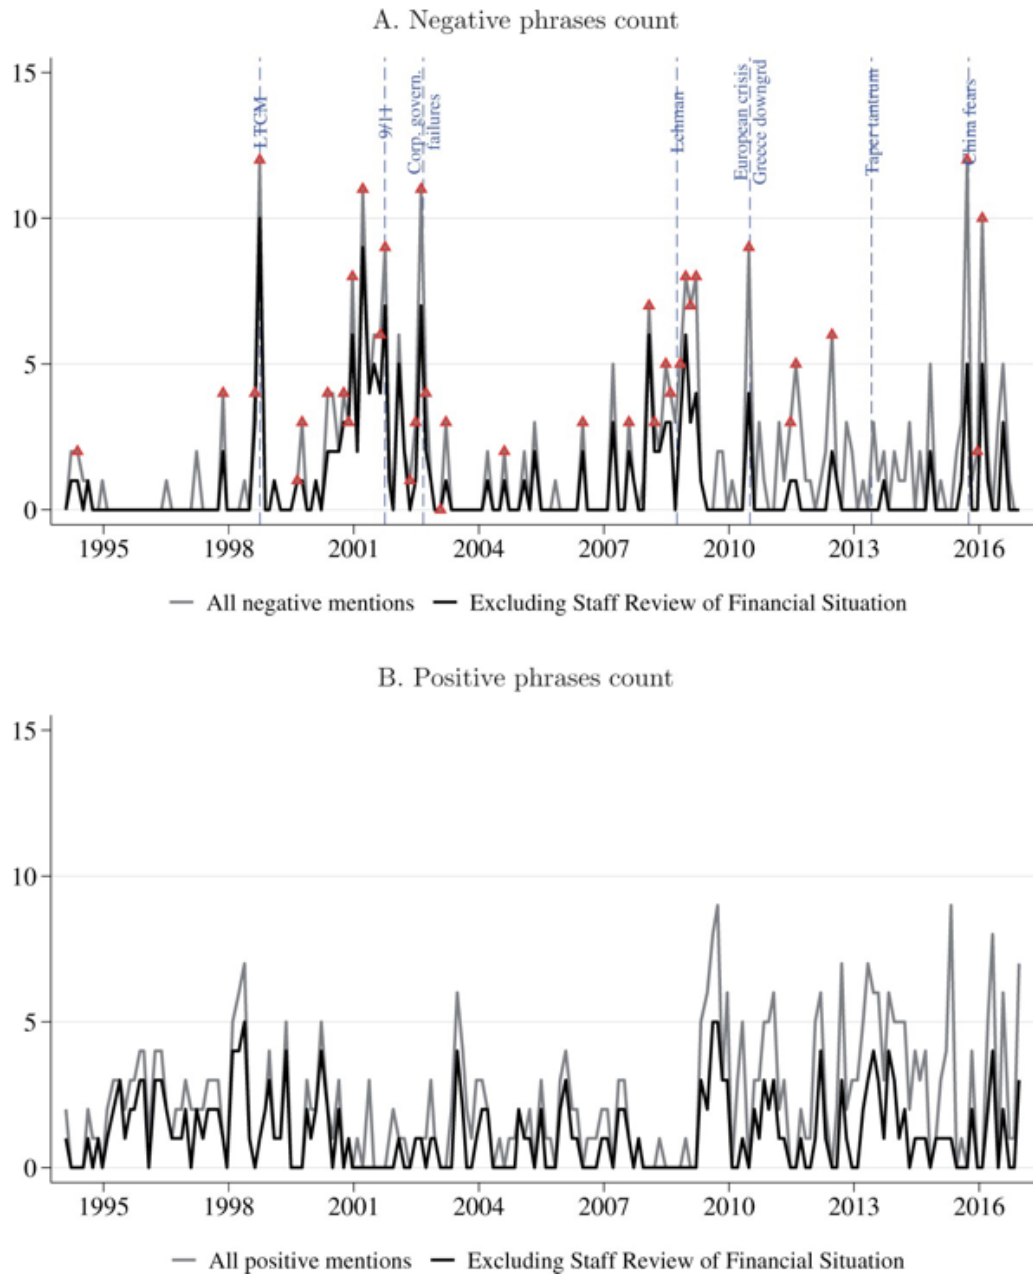 A. Negative phrases count
15
10
5
0
LTCM
9/11
Corp. govern.
failures
Lehman
European crisis
Greece downgrd
Taper tantrum
China fears
1995 1998 2001 2004 2007 2010 2013 2016
All negative mentions Excluding Staff Review of Financial Situation
B. Positive phrases count
15
10
5
0
1995 1998 2001 2004 2007 2010 2013 2016
All positive mentions Excluding Staff Review of Financial Situation